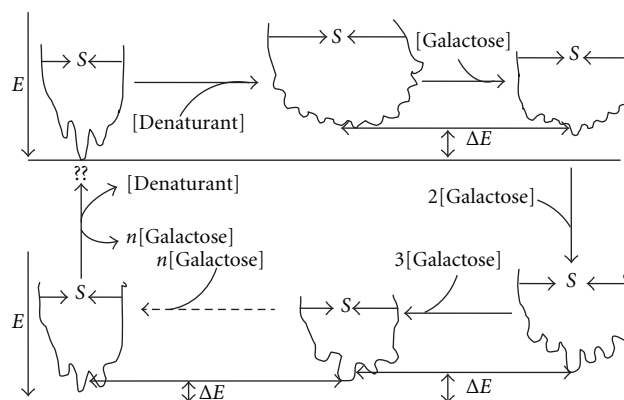 S
S
[Galactose]
S
E
[Denaturant]
ΔE
??
[Denaturant]
2[Galactose]
n[Galactose]
n[Galactose]
3[Galactose]
S
S
S
E
ΔE
ΔE